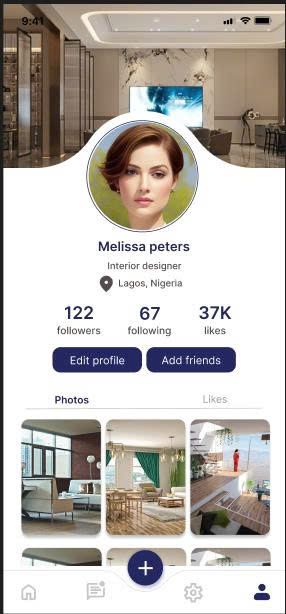 9:41
Melissa peters
Interior designer
Lagos, Nigeria
122 67 37K
followers following likes
Edit profile Add friends
Photos Likes